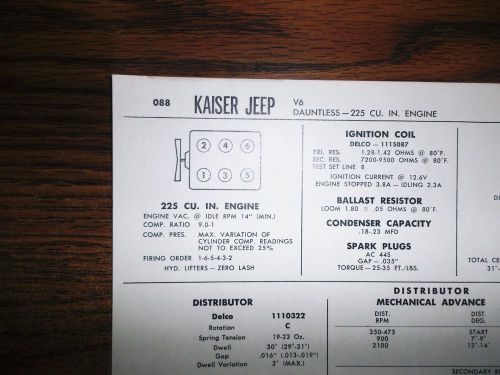 088 KAISER JEEP V6
DAUNTLESS—225 CU. IN. ENGINE
2 4 6
1 3 5
225 CU. IN. ENGINE
ENGINE VAC. @ IDLE RPM 14" (MIN.)
COMP. RATIO 9.0-1
COMP. PRES. MAX. VARIATION OF
CYLINDER COMP. READINGS
NOT TO EXCEED 25%
FIRING ORDER 1-6-5-4-3-2
HYD. LIFTERS—ZERO LASH
IGNITION COIL
DELCO—1115087
PRI. RES. 1.28-1.42 OHMS @ 80°F.
SEC. RES. 7200-9500 OHMS @ 80°F.
TEST SET LINE 8
IGNITION CURRENT @ 12.6V
ENGINE STOPPED 3.8A—IDLING 2.3A
BALLAST RESISTOR
LOOM 1.80 ± .05 OHMS @ 80°F.
CONDENSER CAPACITY
.18-.23 MFD
SPARK PLUGS
AC 44S
GAP—.035"
TORQUE—25-35 FT./LBS.
TOTAL CE
31°
DISTRIBUTOR
Delco 1110322
Rotation C
Spring Tension 19-23 Oz.
Dwell 30° (29°-31°)
Gap .016" (.013-.019")
Dwell Variation 3° (MAX.)
DISTRIBUTOR
MECHANICAL ADVANCE
DIST. RPM DIST. DEG.
350-475 START
900 7°-9°
2100 12°-14°
SECONDARY RE